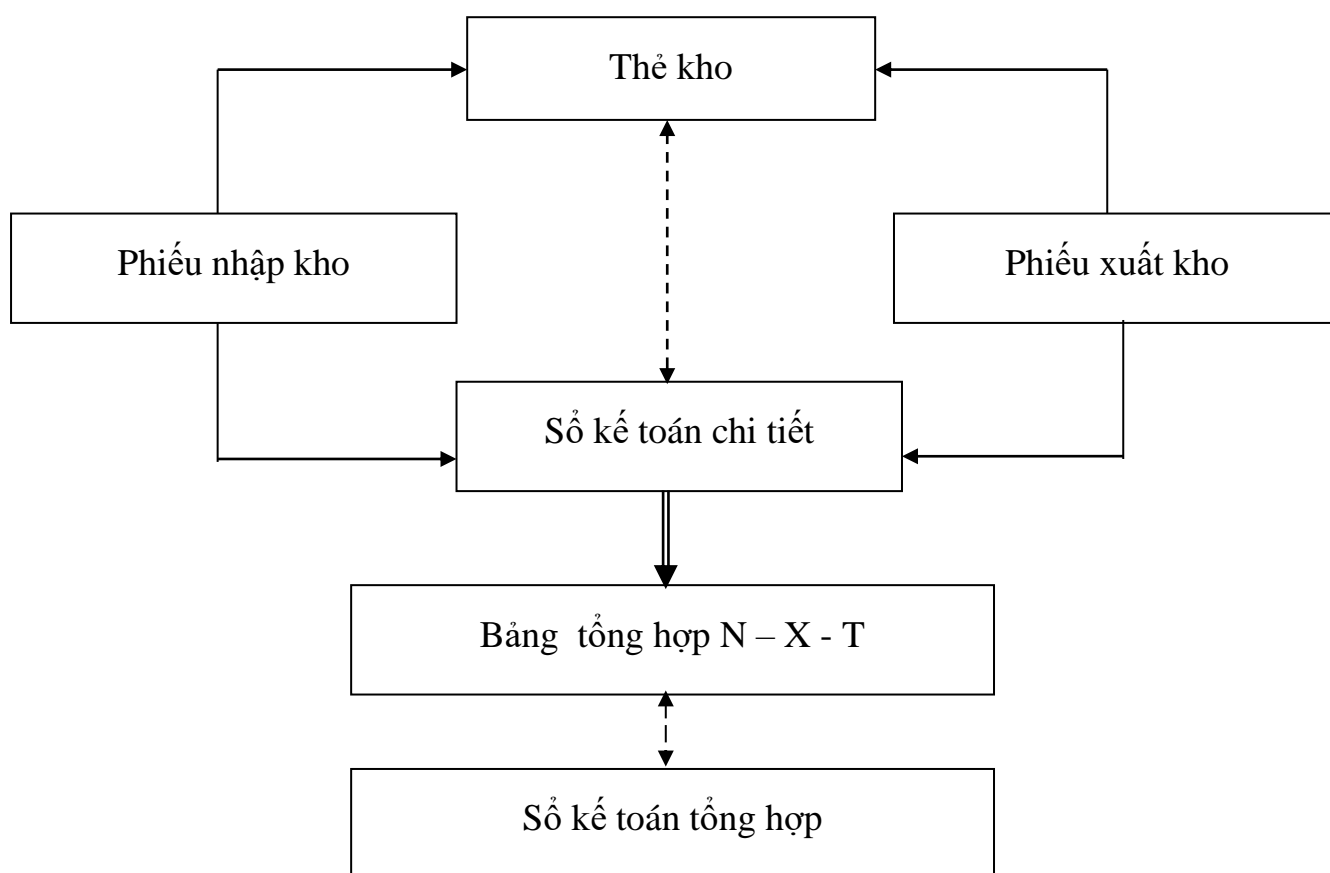 Thẻ kho
Phiếu nhập kho
Phiếu xuất kho
Sổ kế toán chi tiết
Bảng tổng hợp N – X - T
Sổ kế toán tổng hợp